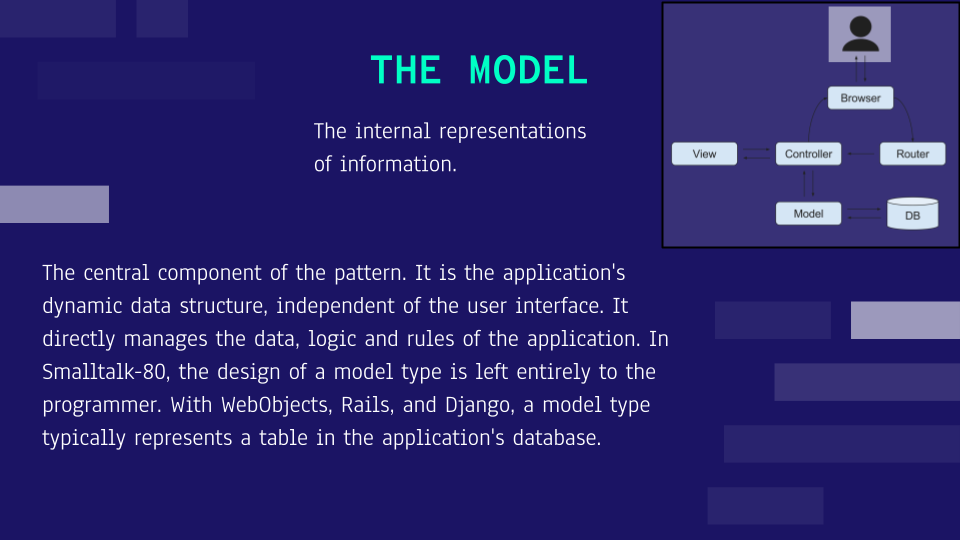 THE MODEL
The internal representations
of information.
Browser
View
Controller
Router
Model
DB
The central component of the pattern. It is the application's
dynamic data structure, independent of the user interface. It
directly manages the data, logic and rules of the application. In
Smalltalk-80, the design of a model type is left entirely to the
programmer. With WebObjects, Rails, and Django, a model type
typically represents a table in the application's database.